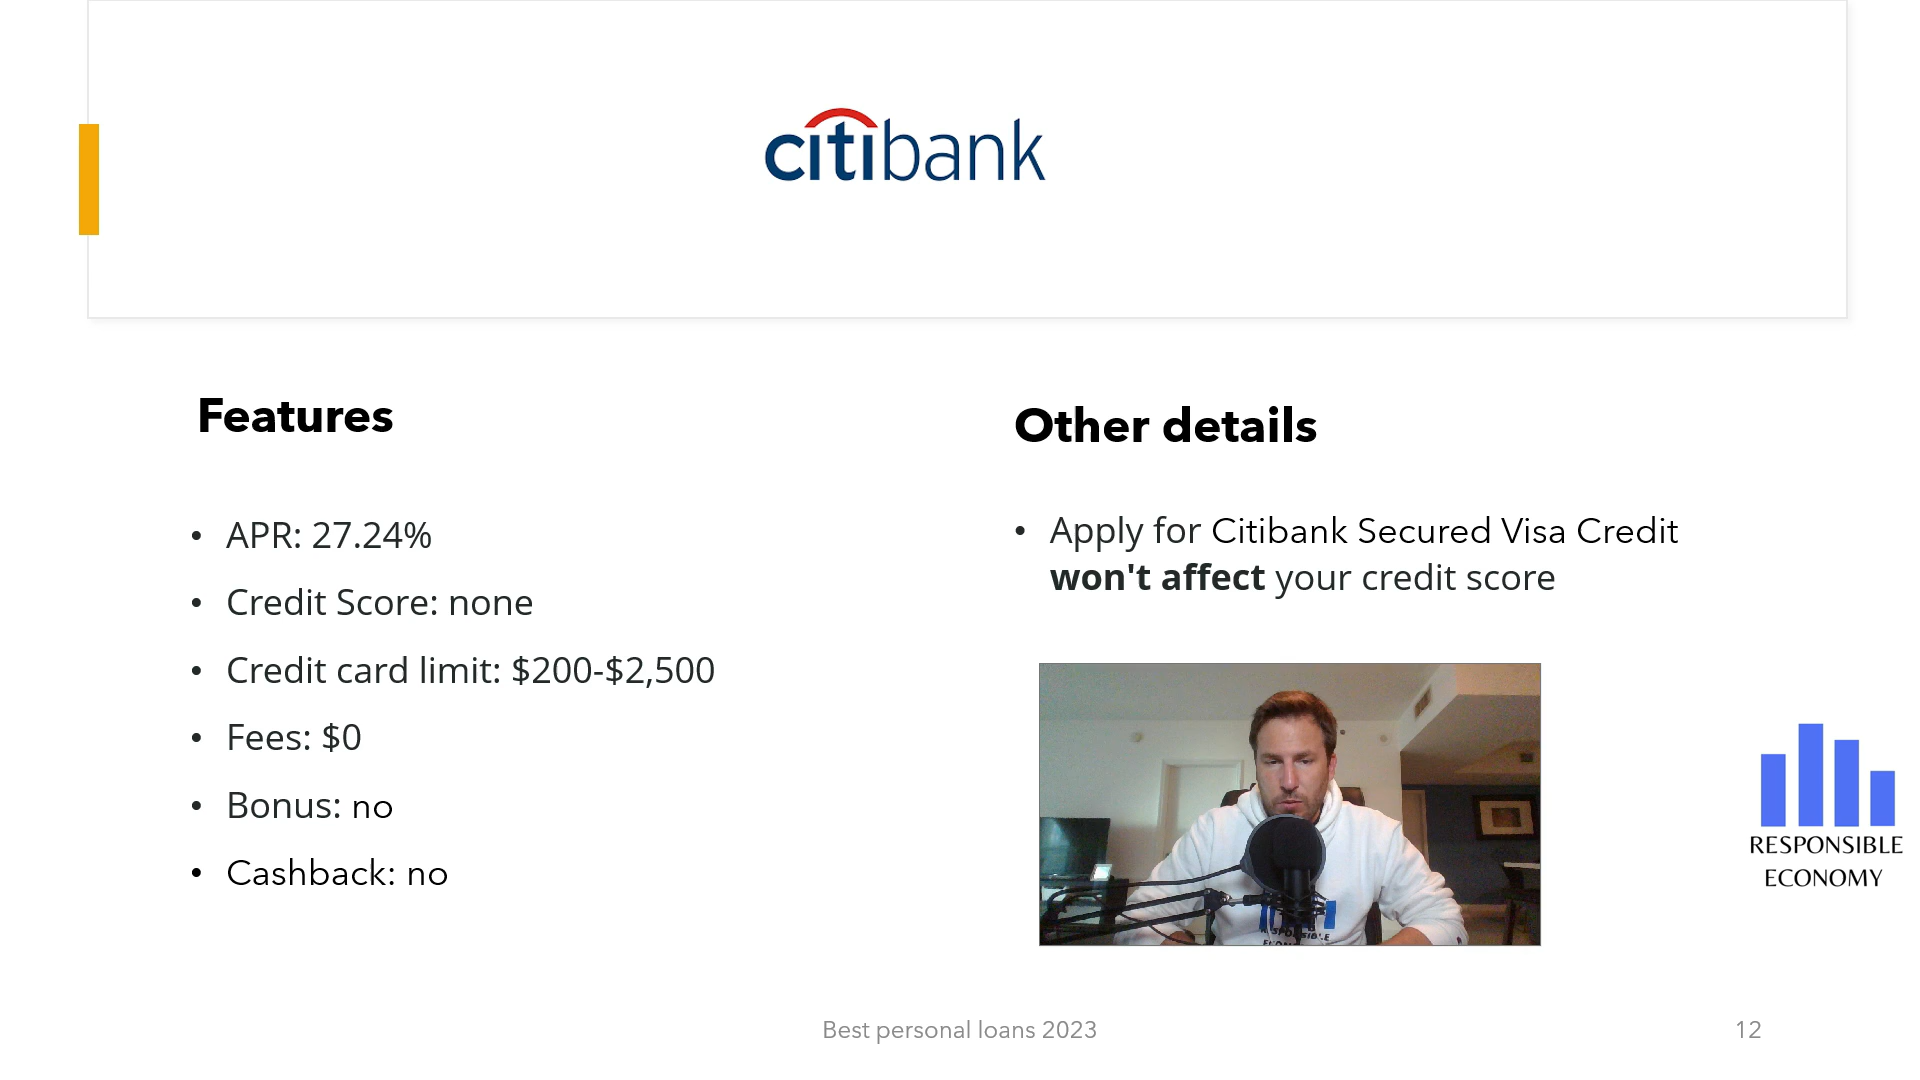 citibank
Features
• APR: 27.24%
• Credit Score: none
• Credit card limit: $200-$2,500
• Fees: $0
• Bonus: no
• Cashback: no
Other details
• Apply for Citibank Secured Visa Credit
won't affect your credit score
RESPONSIBLE
ECONOMY
RESPONSIBLE
ECONOMY
Best personal loans 2023
12